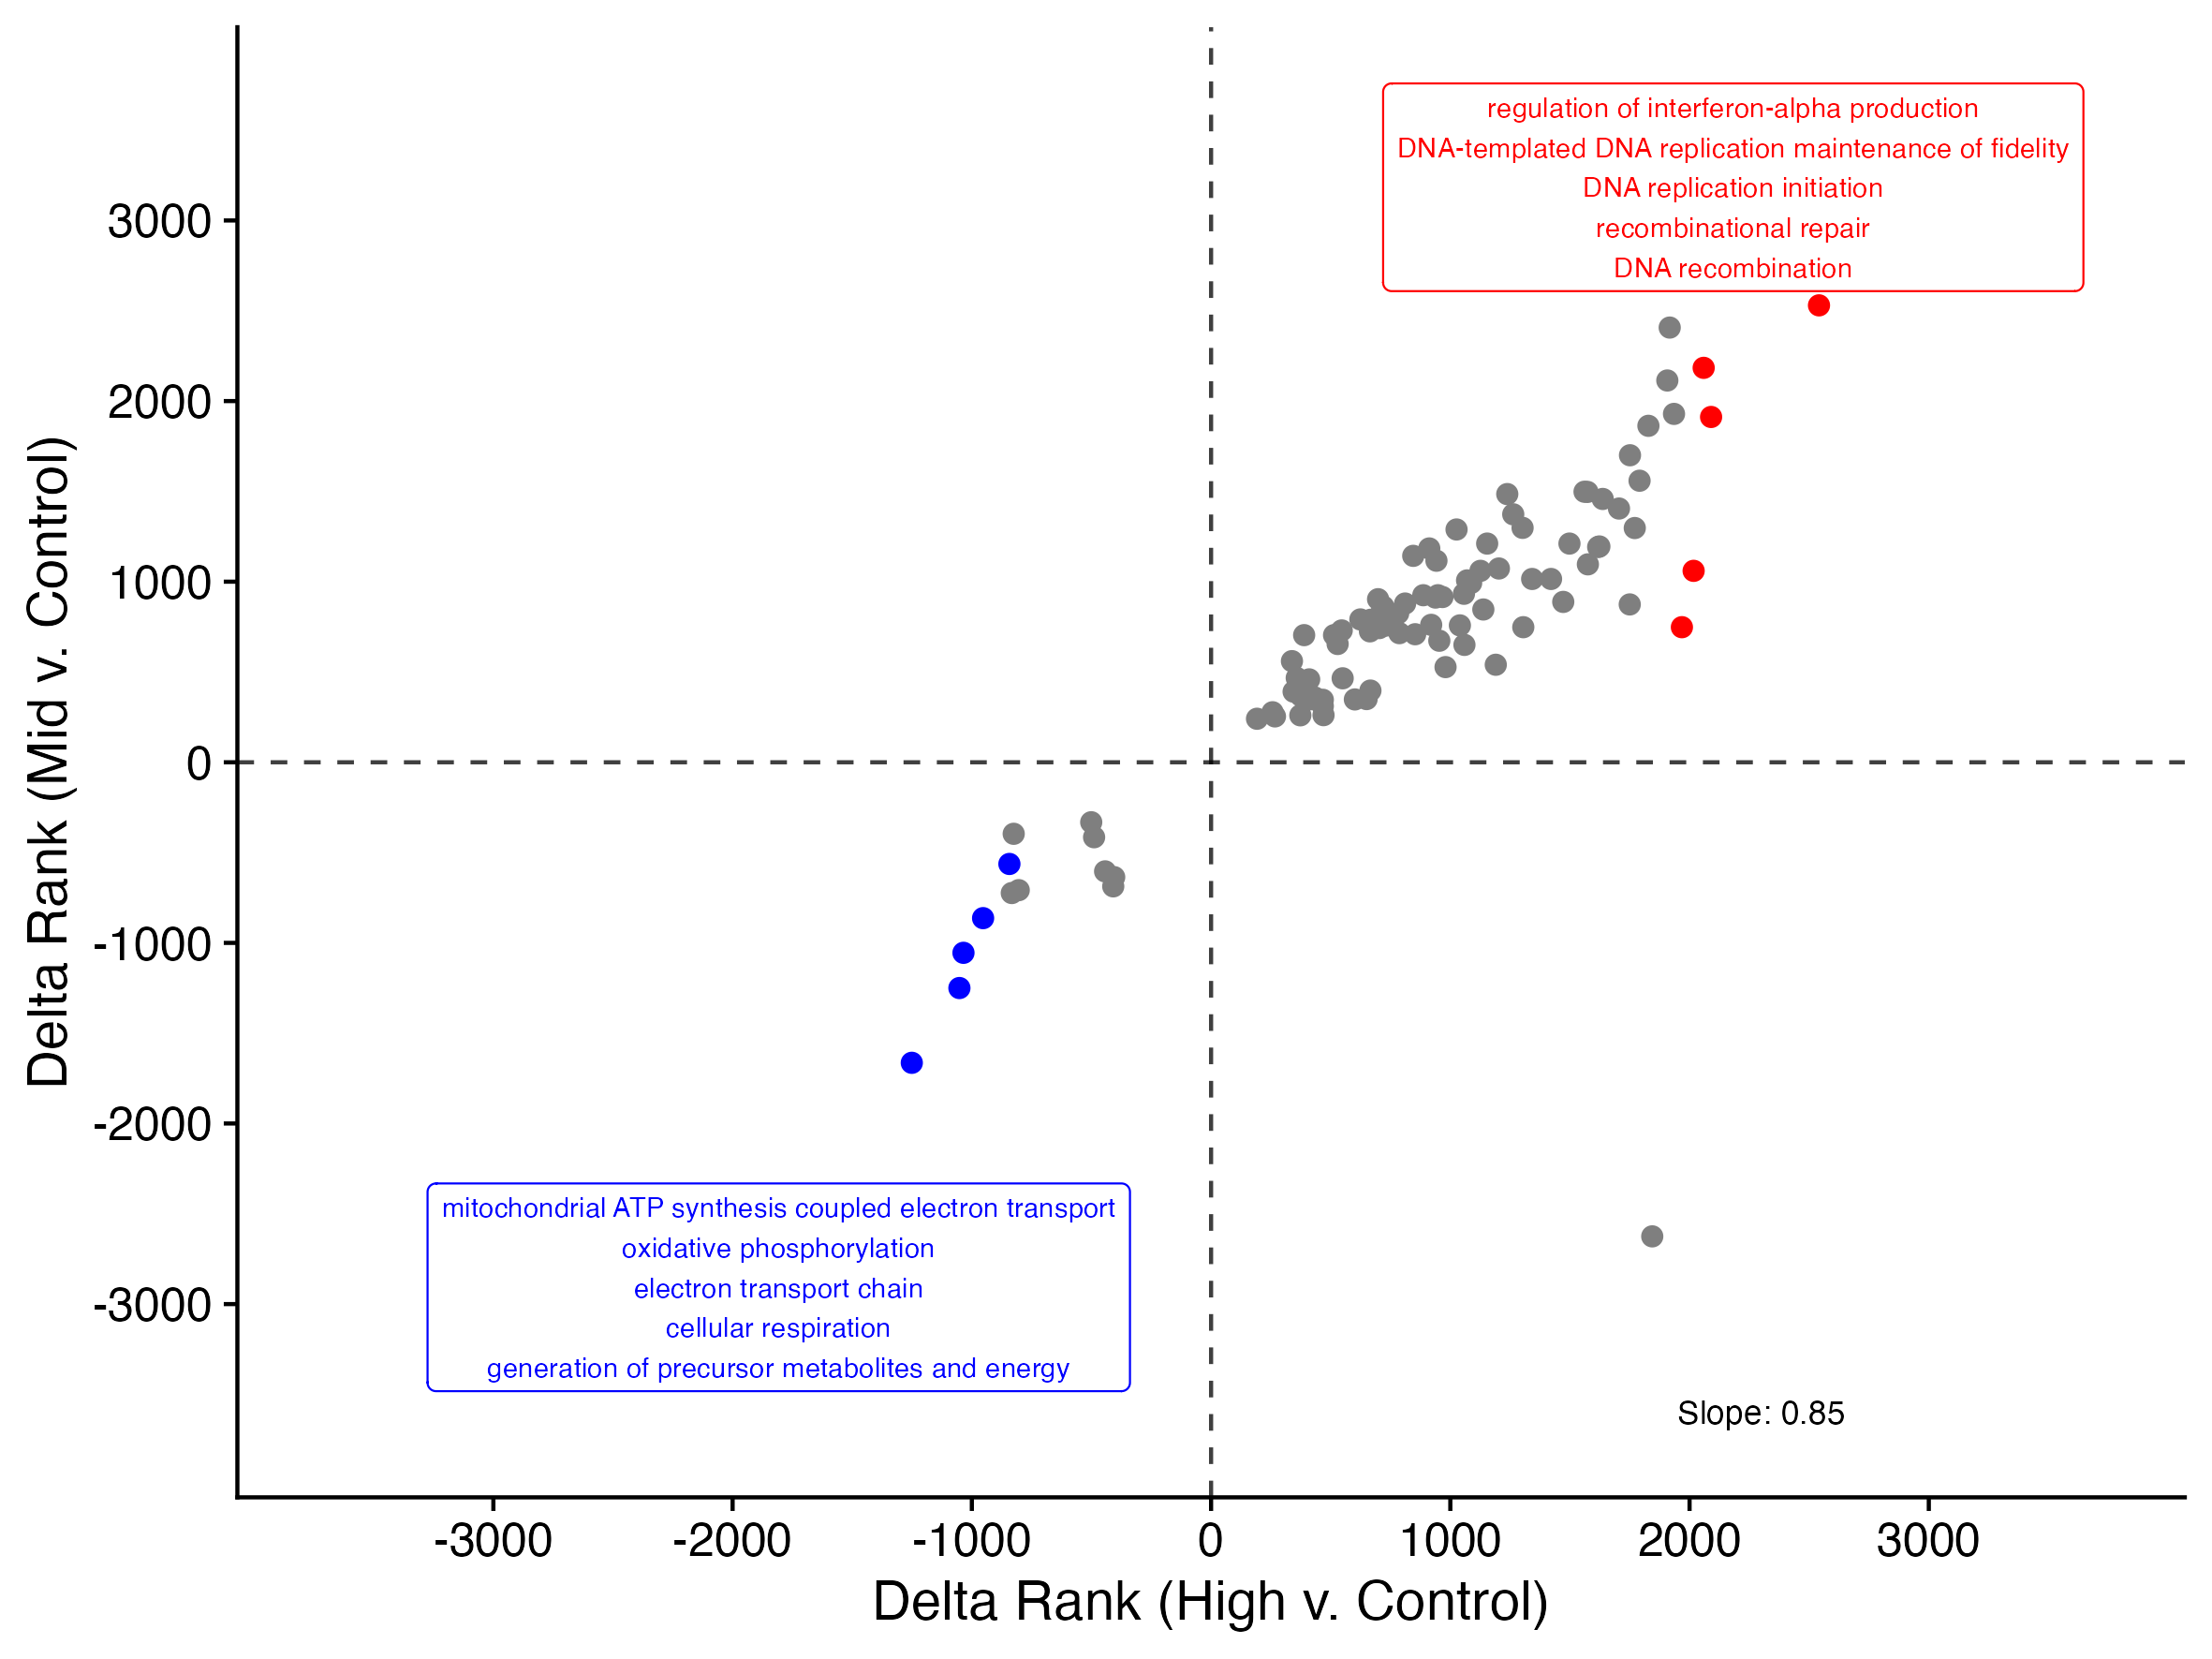 regulation of interferon-alpha production
DNA-templated DNA replication maintenance of fidelity
DNA replication initiation
recombinational repair
DNA recombination
3000
2000
1000
0
-1000
-2000
-3000
Delta Rank (Mid v. Control)
mitochondrial ATP synthesis coupled electron transport
oxidative phosphorylation
electron transport chain
cellular respiration
generation of precursor metabolites and energy
Slope: 0.85
-3000 -2000 -1000 0 1000 2000 3000
Delta Rank (High v. Control)